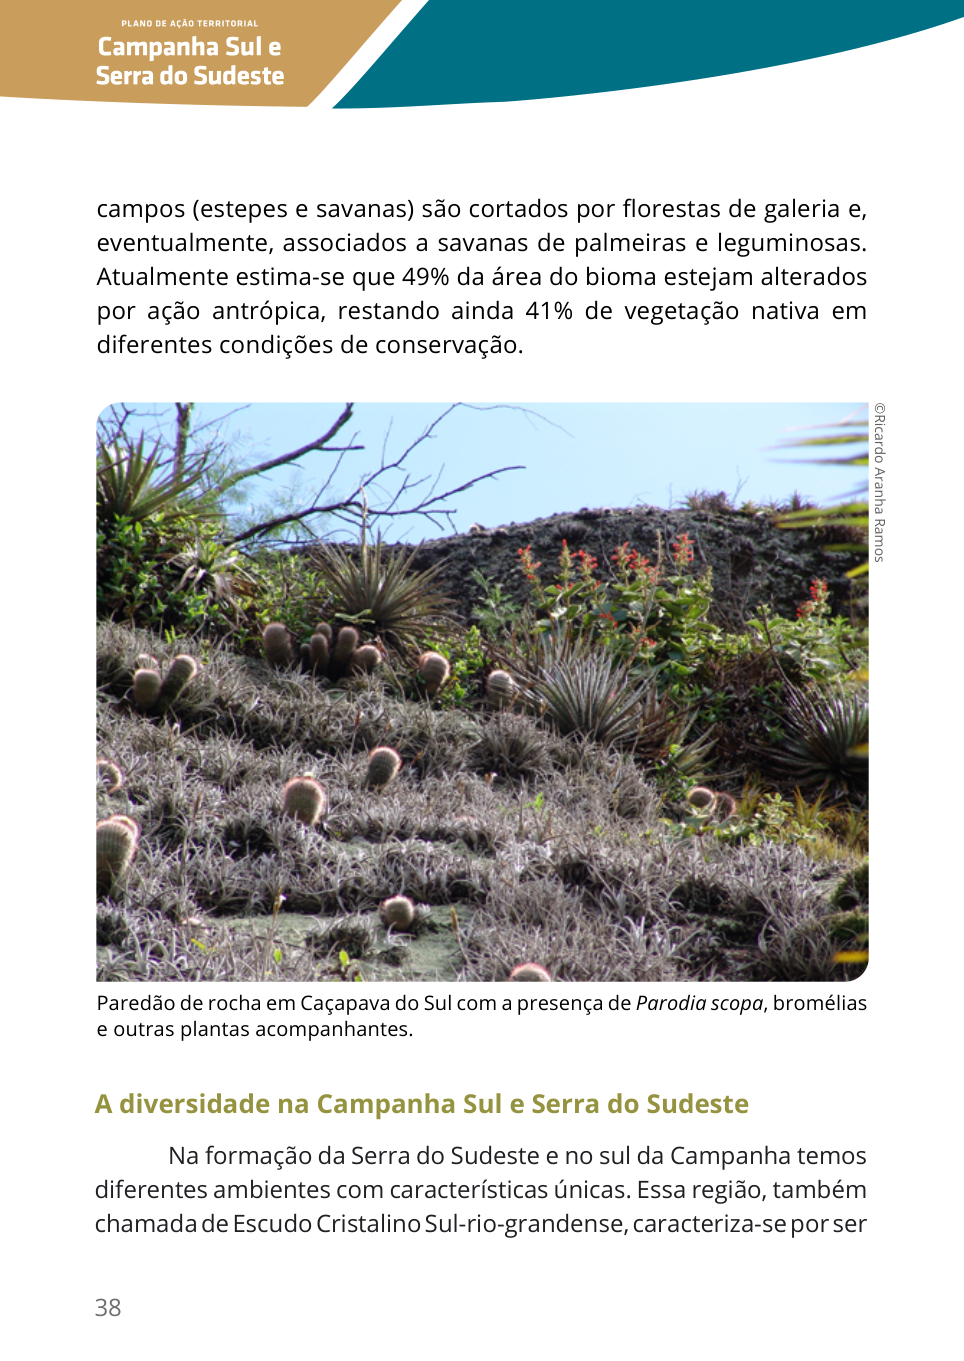 PLANO DE AÇÃO TERRITORIAL
Campanha Sul e
Serra do Sudeste
campos (estepes e savanas) são cortados por florestas de galeria e,
eventualmente, associados a savanas de palmeiras e leguminosas.
Atualmente estima-se que 49% da área do bioma estejam alterados
por ação antrópica, restando ainda 41% de vegetação nativa em
diferentes condições de conservação.
©Ricardo Aranha Ramos
Paredão de rocha em Caçapava do Sul com a presença de Parodia scopa, bromélias
e outras plantas acompanhantes.
A diversidade na Campanha Sul e Serra do Sudeste
Na formação da Serra do Sudeste e no sul da Campanha temos
diferentes ambientes com características únicas. Essa região, também
chamada de Escudo Cristalino Sul-rio-grandense, caracteriza-se por ser
38